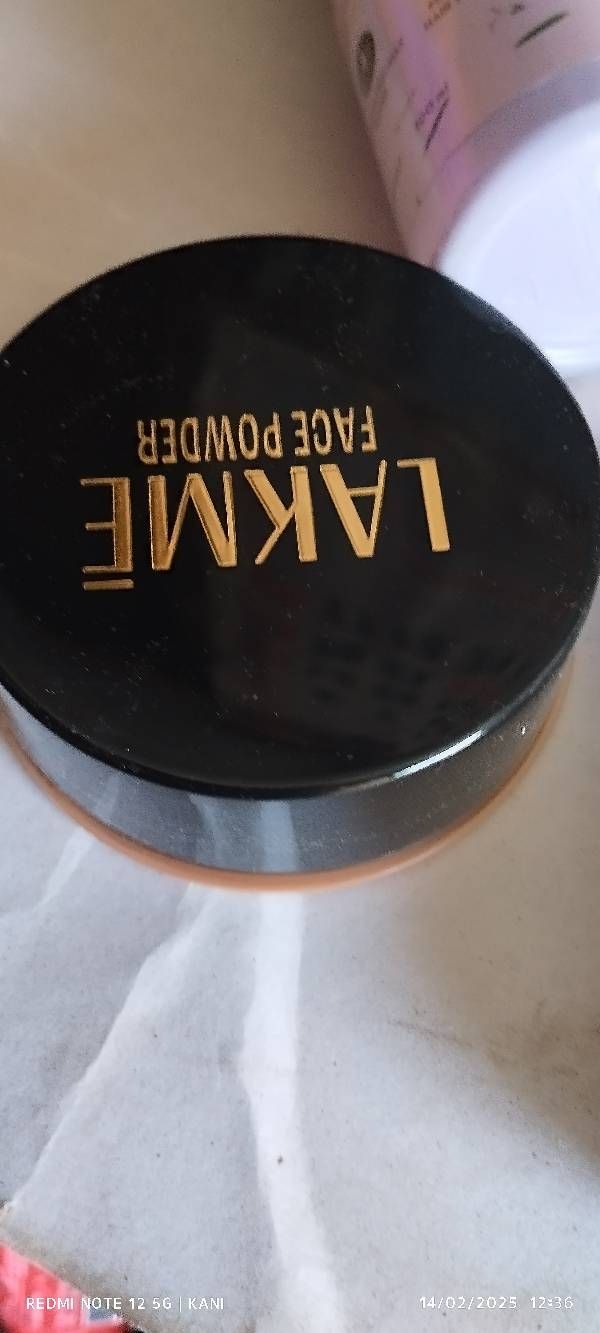 LAKMĒ
FACE POWDER
REDMI NOTE 12 5G | KANI
14/02/2025 12:36